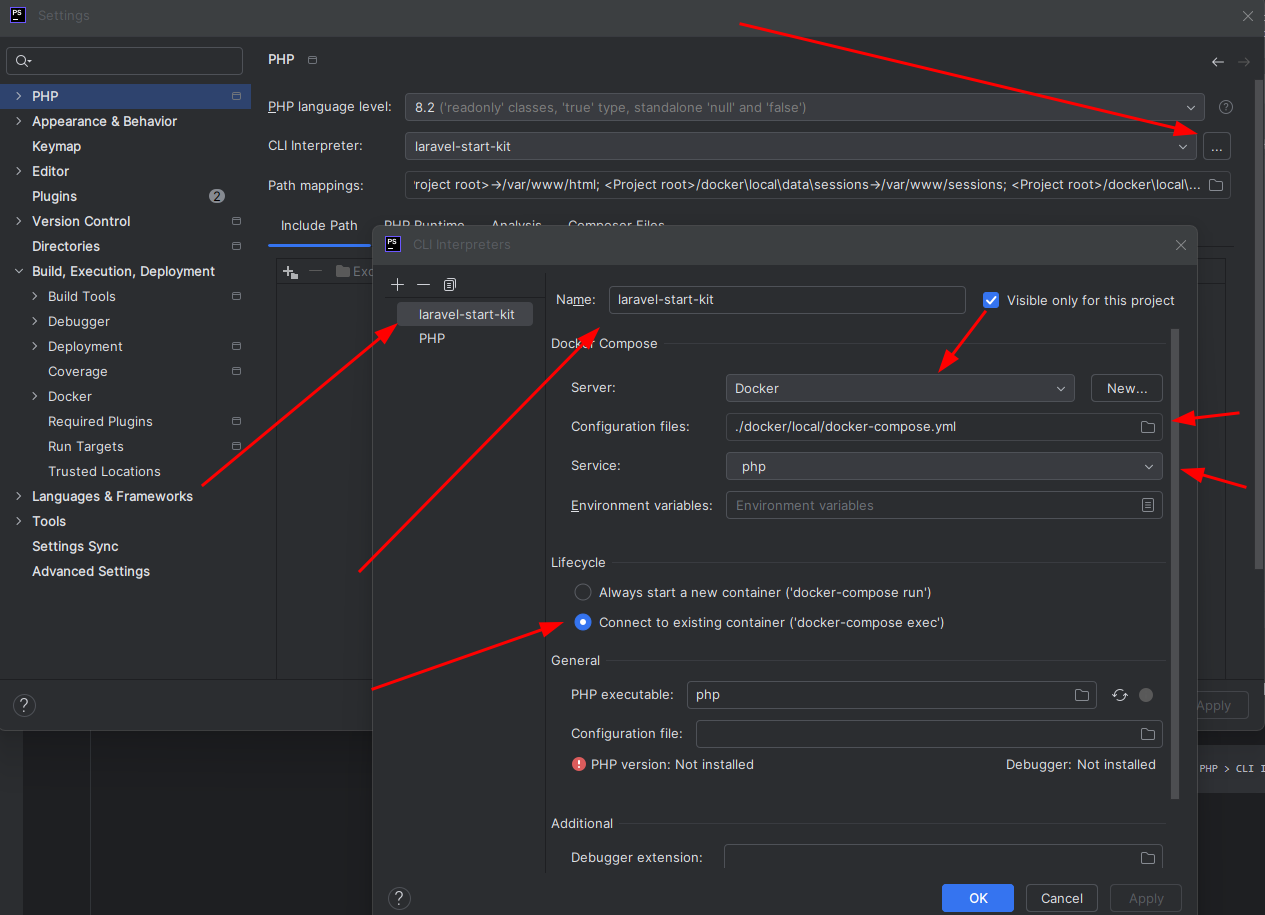 PS Settings
PHP
PHP language level: 8.2 ('readonly' classes, 'true' type, standalone 'null' and 'false')
CLI Interpreter: laravel-start-kit ...
Path mappings: roject root>→/var/www/html; <Project root>/docker\local\data\sessions→/var/www/sessions; <Project root>/docker\local\...
Include Path PHP Runtime Analysis Composer Files
PHP
Appearance & Behavior
Keymap
Editor
Plugins 2
Version Control
Directories
Build, Execution, Deployment
Build Tools
Debugger
Deployment
Coverage
Docker
Required Plugins
Run Targets
Trusted Locations
Languages & Frameworks
Tools
Settings Sync
Advanced Settings
?
Apply
PS CLI Interpreters
laravel-start-kit
PHP
Name: laravel-start-kit Visible only for this project
Docker Compose
Server: Docker New...
Configuration files: ./docker/local/docker-compose.yml
Service: php
Environment variables: Environment variables
Lifecycle
Always start a new container ('docker-compose run')
Connect to existing container ('docker-compose exec')
General
PHP executable: php
Configuration file:
PHP version: Not installed Debugger: Not installed
Additional
Debugger extension:
? OK Cancel Apply
PHP > CLI I